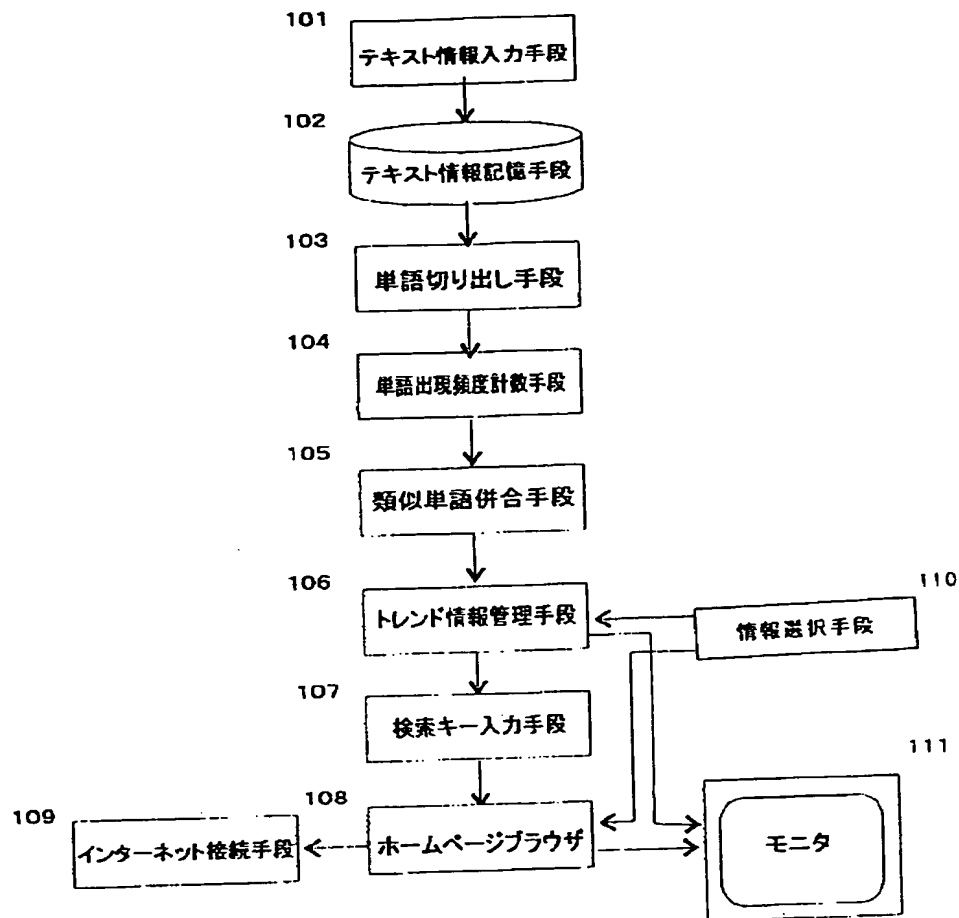 101
テキスト情報入力手段
102
テキスト情報記憶手段
103
単語切り出し手段
104
単語出現頻度計数手段
105
類似単語併合手段
106
トレンド情報管理手段
110
情報選択手段
107
検索キー入力手段
111
モニタ
108
ホームページブラウザ
109
インターネット接続手段